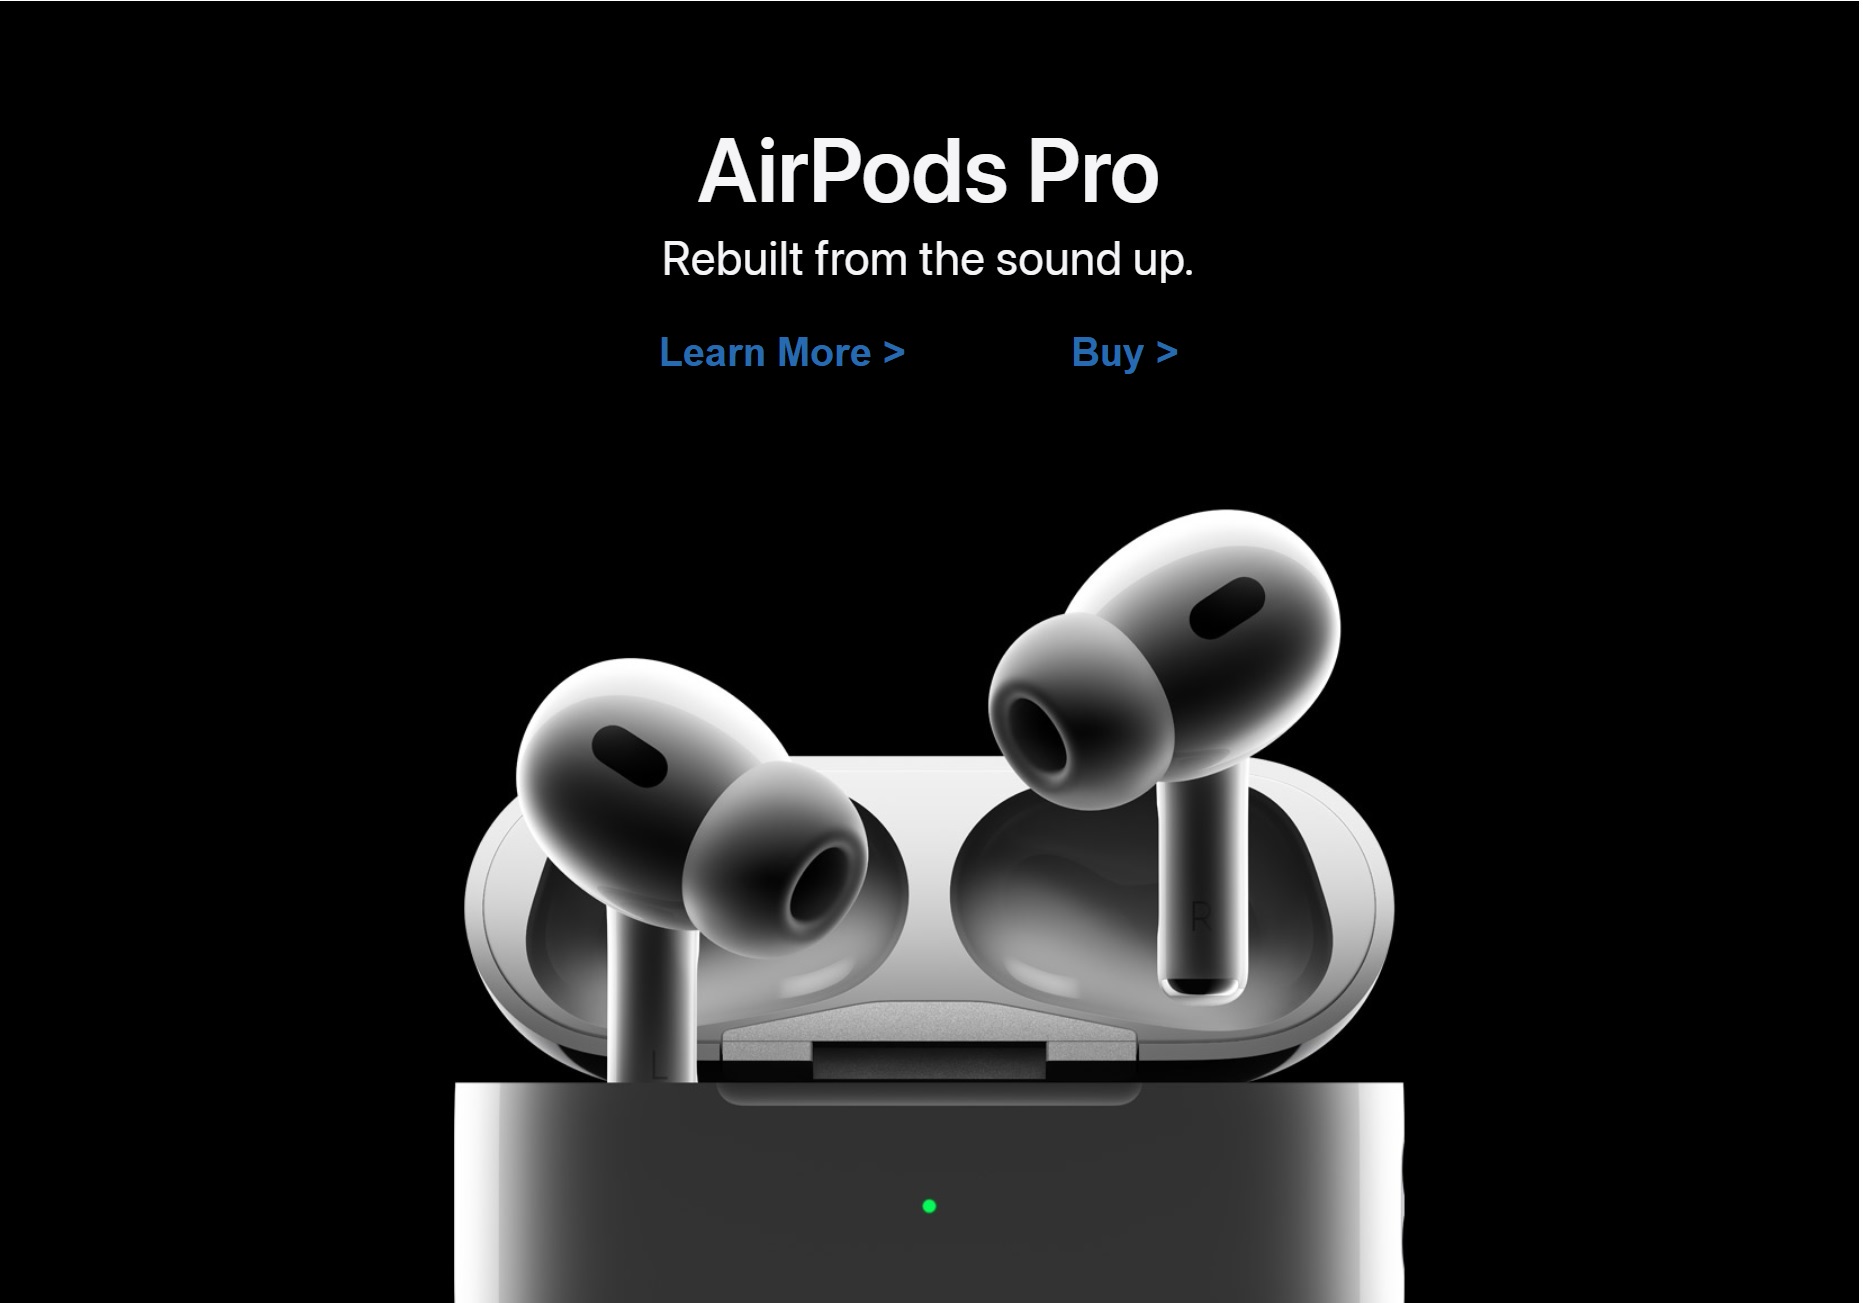 AirPods Pro
Rebuilt from the sound up.
Learn More > Buy >
R
L